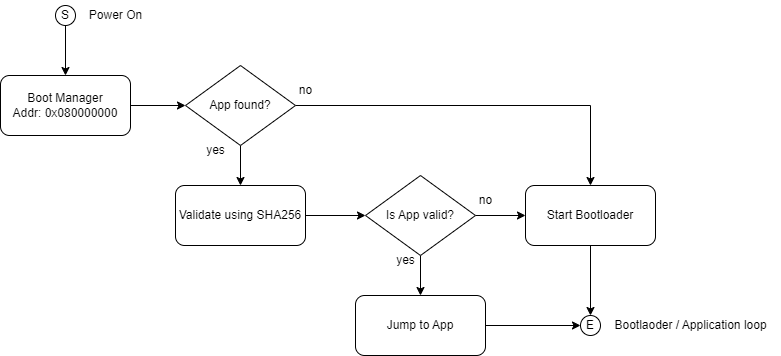 S
Power On
Boot Manager
Addr: 0x080000000
App found?
no
yes
Validate using SHA256
Is App valid?
no
Start Bootloader
yes
Jump to App
E
Bootlaoder / Application loop